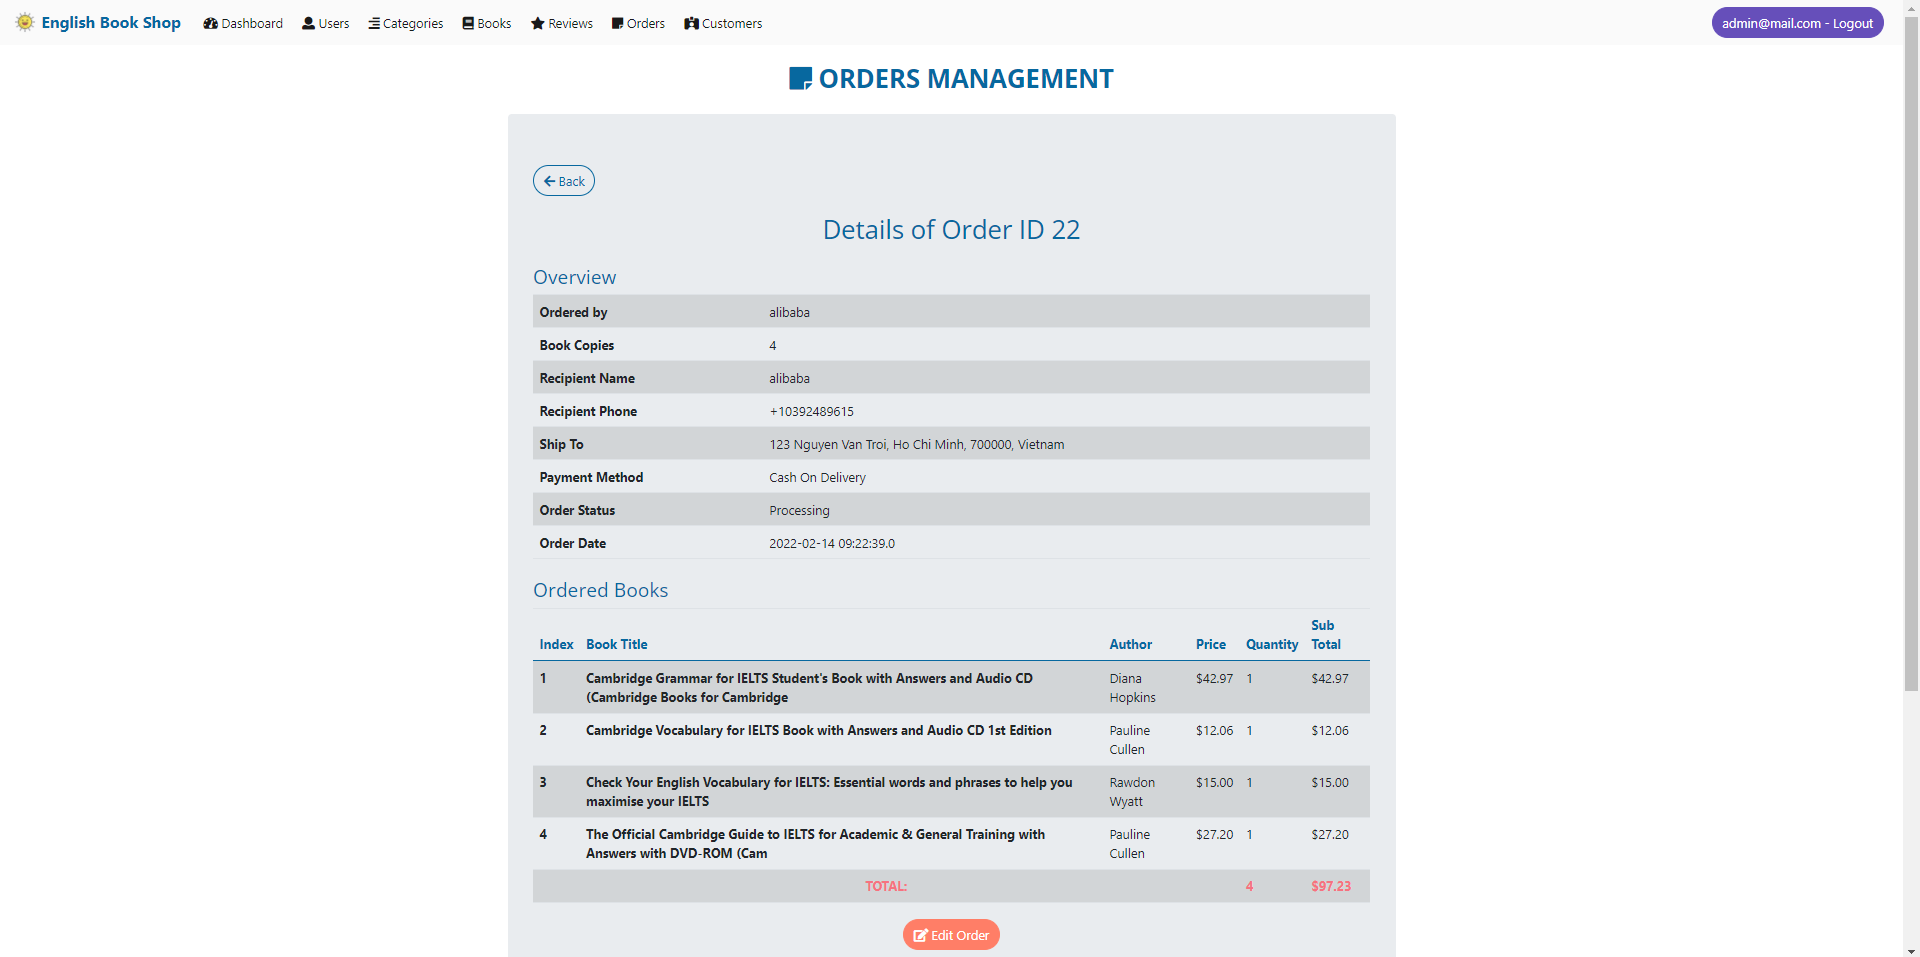 English Book Shop Dashboard Users Categories Books Reviews Orders Customers admin@mail.com - Logout
ORDERS MANAGEMENT
Back
Details of Order ID 22
Overview
Ordered by alibaba
Book Copies 4
Recipient Name alibaba
Recipient Phone +10392489615
Ship To 123 Nguyen Van Troi, Ho Chi Minh, 700000, Vietnam
Payment Method Cash On Delivery
Order Status Processing
Order Date 2022-02-14 09:22:39.0
Ordered Books
Index Book Title Author Price Quantity Sub Total
1 Cambridge Grammar for IELTS Student's Book with Answers and Audio CD Diana $42.97 1 $42.97
(Cambridge Books for Cambridge Hopkins
2 Cambridge Vocabulary for IELTS Book with Answers and Audio CD 1st Edition Pauline $12.06 1 $12.06
Cullen
3 Check Your English Vocabulary for IELTS: Essential words and phrases to help you Rawdon $15.00 1 $15.00
maximise your IELTS Wyatt
4 The Official Cambridge Guide to IELTS for Academic & General Training with Pauline $27.20 1 $27.20
Answers with DVD-ROM (Cam Cullen
TOTAL: 4 $97.23
Edit Order